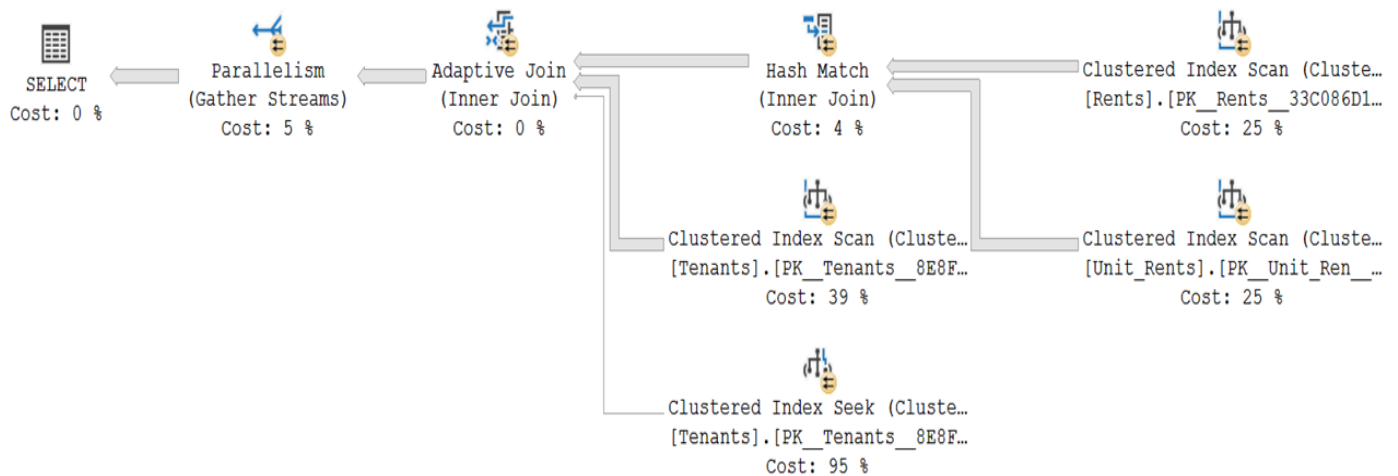 SELECT
Cost: 0 %
Parallelism
(Gather Streams)
Cost: 5 %
Adaptive Join
(Inner Join)
Cost: 0 %
Hash Match
(Inner Join)
Cost: 4 %
Clustered Index Scan (Cluste…
[Rents].[PK__Rents__33C086D1…
Cost: 25 %
Clustered Index Scan (Cluste…
[Tenants].[PK__Tenants__8E8F…
Cost: 39 %
Clustered Index Scan (Cluste…
[Unit_Rents].[PK__Unit_Ren__…
Cost: 25 %
Clustered Index Seek (Cluste…
[Tenants].[PK__Tenants__8E8F…
Cost: 95 %